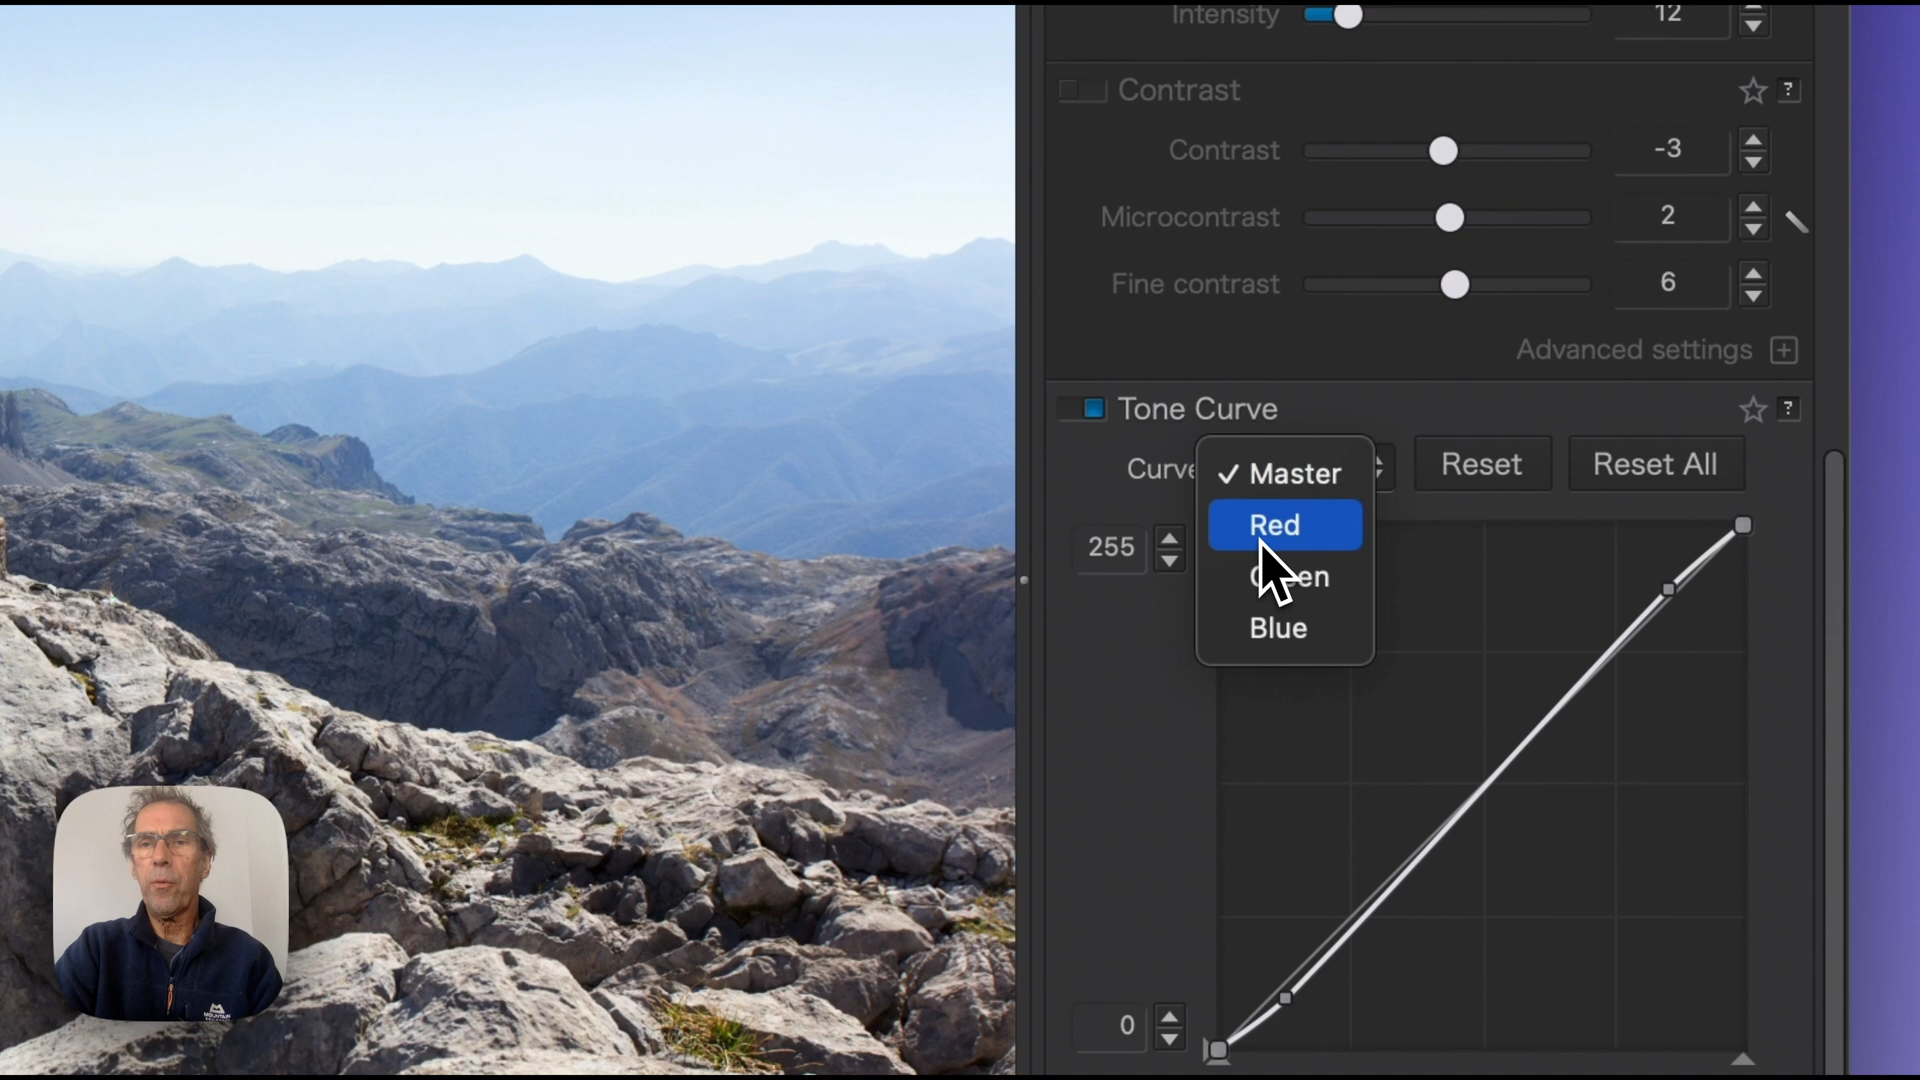 Intensity 12
Contrast ?
Contrast -3
Microcontrast 2
Fine contrast 6
Advanced settings +
Tone Curve ?
Curve ✓ Master Reset Reset All
Red
255
Blue
0
MOUNTAIN